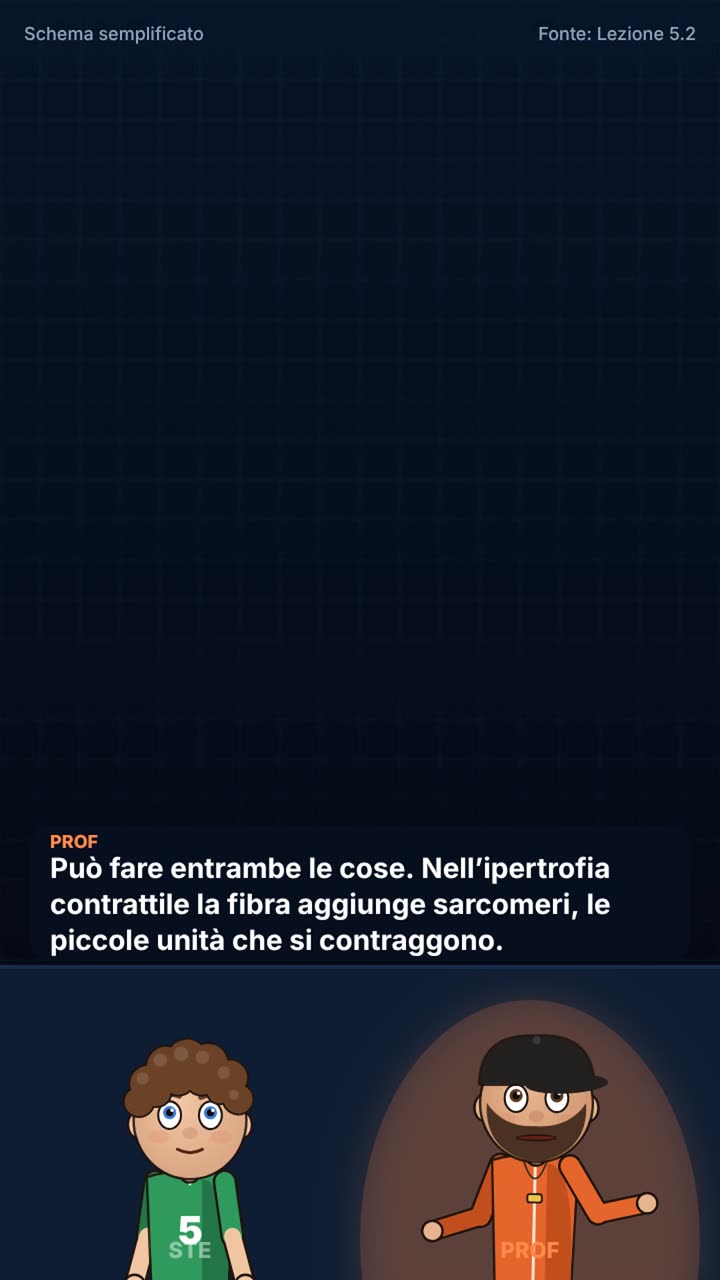 Schema semplificato
Fonte: Lezione 5.2
PROF
Può fare entrambe le cose. Nell’ipertrofia
contrattile la fibra aggiunge sarcomeri, le
piccole unità che si contraggono.
5
STE
PROF